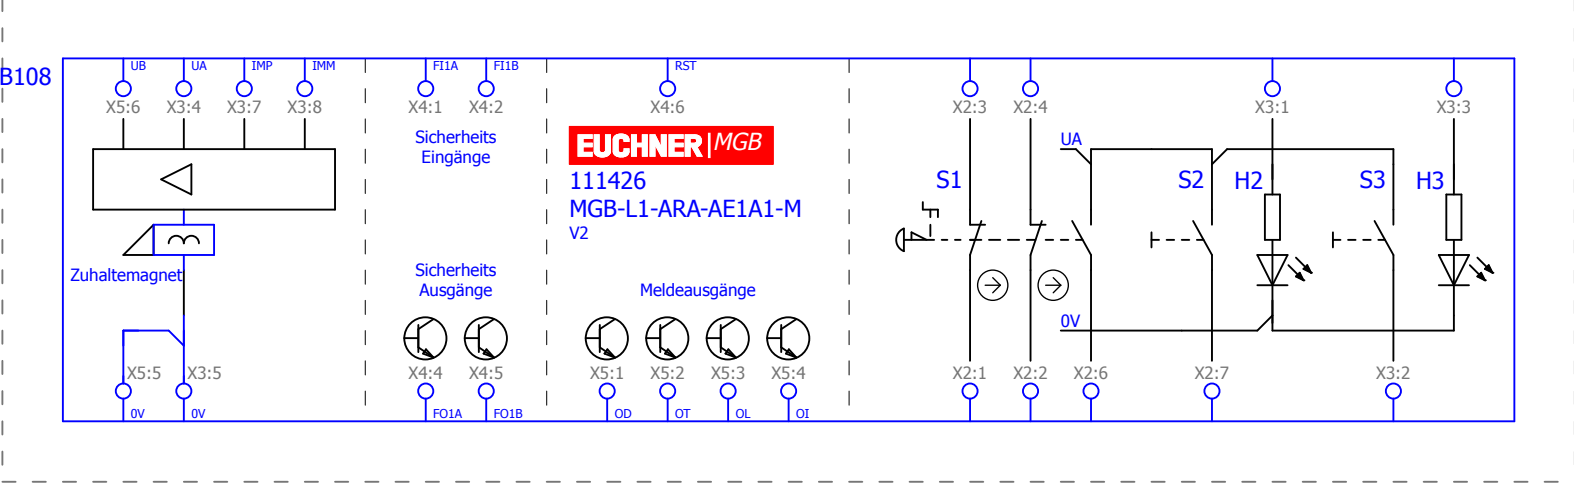 B108
UB UA IMP IMM FI1A FI1B RST
X5:6 X3:4 X3:7 X3:8 X4:1 X4:2 X4:6 X2:3 X2:4 X3:1 X3:3
Sicherheits
Eingänge
EUCHNER|MGB
UA
111426
S1 S2 H2 S3 H3
MGB-L1-ARA-AE1A1-M
V2
Zuhaltemagnet
Sicherheits
Ausgänge
Meldeausgänge
0V
X5:5 X3:5 X4:4 X4:5 X5:1 X5:2 X5:3 X5:4 X2:1 X2:2 X2:6 X2:7 X3:2
0V 0V FO1A FO1B OD OT OL OI